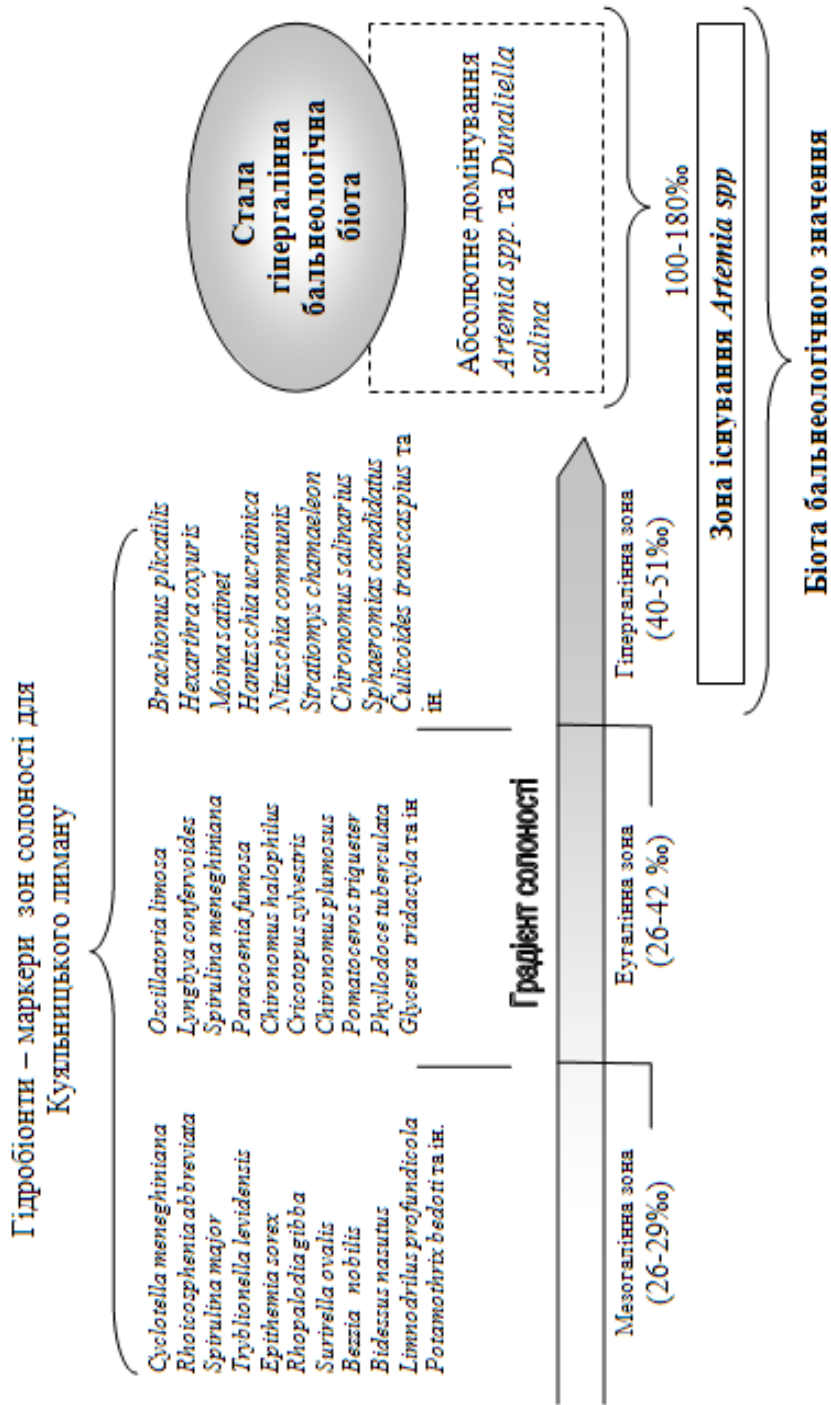 Гідробіонти – маркери зон солоності для
Куяльницького лиману
Cyclotella meneghiniana
Rhoicosphenia abbreviata
Spirulina major
Tryblionella levidensis
Epithemia sorex
Rhopalodia gibba
Surirella ovalis
Bezzia nobilis
Bidessus nasutus
Limnodrilus profundicola
Potamothrix bedoti та ін.
Oscillatoria limosa
Lyngbya confervoides
Spirulina meneghiniana
Paracoenia fumosa
Chironomus halophilus
Cricotopus sylvestris
Chironomus plumosus
Pomatoceros triqueter
Phyllodoce tuberculata
Glycera tridactyla та ін
Brachionus plicatilis
Hexarthra oxyuris
Moina satinet
Hantzschia ucrainica
Nitzschia communis
Stratiomys chamaeleon
Chironomus salinarius
Sphaeromias candidatus
Culicoides transcaspius та
ін.
Стала
гіпергалінна
бальнеологічна
біота
Абсолютне домінування
Artemia spp. та Dunaliella
salina
Градієнт солоності
Мезогалінна зона
(26-29‰)
Еугалінна зона
(26-42 ‰)
Гіпергалінна зона
(40-51‰)
100-180‰
Зона існування Artemia spp
Біота бальнеологічного значення